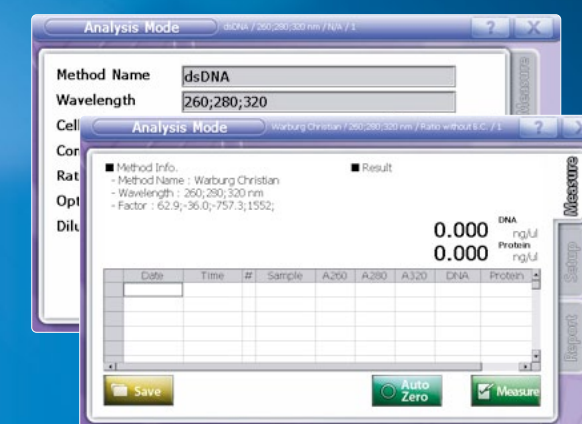 Analysis Mode dsDNA / 260;280;320 nm / N/A / 1 ? X
Method Name dsDNA
Wavelength 260;280;320
Cell
Con
Rat
Opt
Dilu
Measure
Analysis Mode Warburg Christian / 260;280;320 nm / Ratio without B.C. / 1 ?
■ Method Info.
- Method Name : Warburg Christian
- Wavelength : 260;280;320 nm
- Factor : 62.9;-36.0;-757.3;1552;
■ Result
0.000 DNA ng/ul
0.000 Protein ng/ul
Date Time # Sample A260 A280 A320 DNA Protein
Save Auto Zero Measure
Measure
Setup
Report